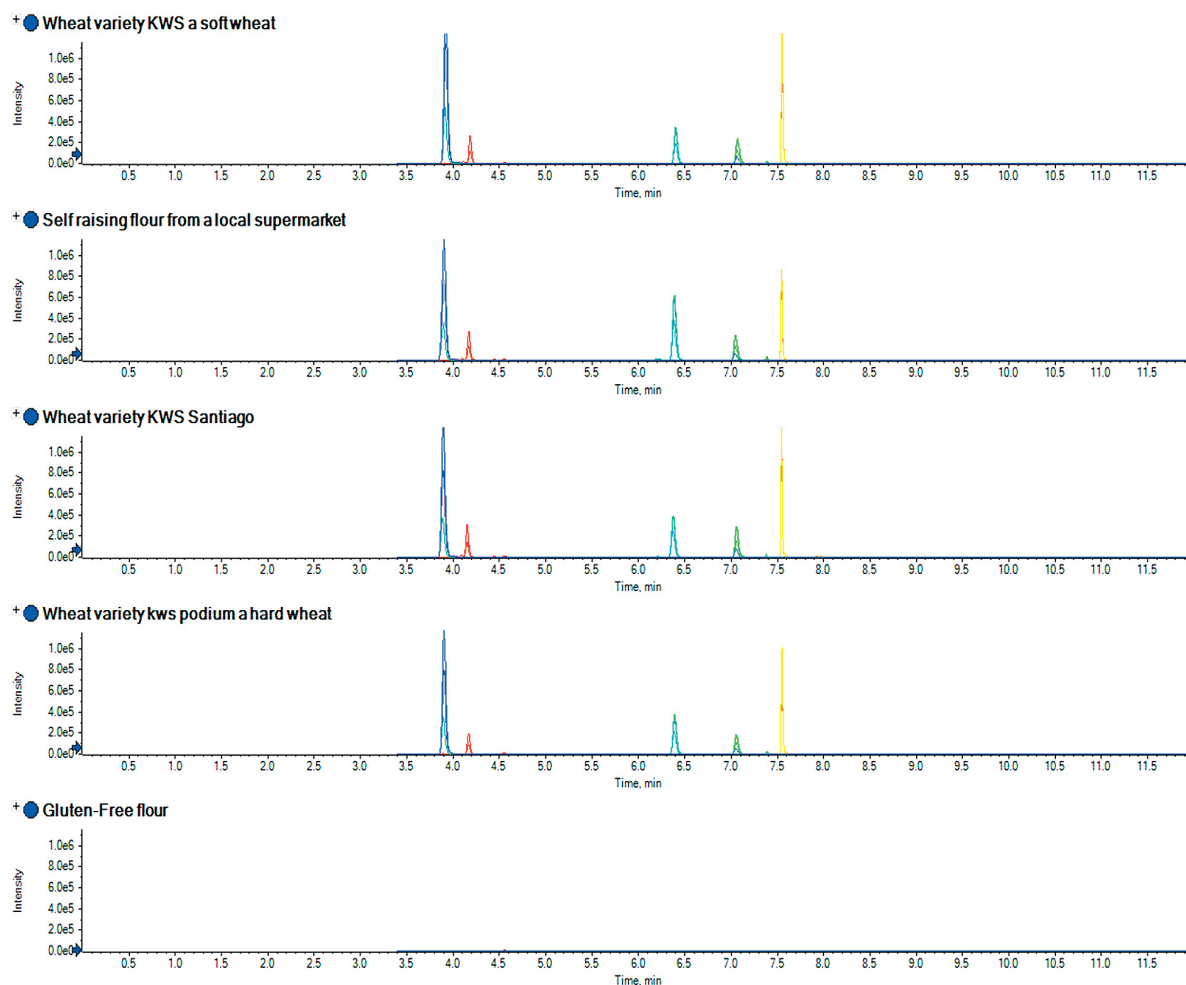 + Wheat variety KWS a soft wheat
Intensity
1.0e6
8.0e5
6.0e5
4.0e5
2.0e5
0.0e0
0.5 1.0 1.5 2.0 2.5 3.0 3.5 4.0 4.5 5.0 5.5 6.0 6.5 7.0 7.5 8.0 8.5 9.0 9.5 10.0 10.5 11.0 11.5
Time, min
+ Self raising flour from a local supermarket
Intensity
1.0e6
8.0e5
6.0e5
4.0e5
2.0e5
0.0e0
0.5 1.0 1.5 2.0 2.5 3.0 3.5 4.0 4.5 5.0 5.5 6.0 6.5 7.0 7.5 8.0 8.5 9.0 9.5 10.0 10.5 11.0 11.5
Time, min
+ Wheat variety KWS Santiago
Intensity
1.0e6
8.0e5
6.0e5
4.0e5
2.0e5
0.0e0
0.5 1.0 1.5 2.0 2.5 3.0 3.5 4.0 4.5 5.0 5.5 6.0 6.5 7.0 7.5 8.0 8.5 9.0 9.5 10.0 10.5 11.0 11.5
Time, min
+ Wheat variety kws podium a hard wheat
Intensity
1.0e6
8.0e5
6.0e5
4.0e5
2.0e5
0.0e0
0.5 1.0 1.5 2.0 2.5 3.0 3.5 4.0 4.5 5.0 5.5 6.0 6.5 7.0 7.5 8.0 8.5 9.0 9.5 10.0 10.5 11.0 11.5
Time, min
+ Gluten-Free flour
Intensity
1.0e6
8.0e5
6.0e5
4.0e5
2.0e5
0.0e0
0.5 1.0 1.5 2.0 2.5 3.0 3.5 4.0 4.5 5.0 5.5 6.0 6.5 7.0 7.5 8.0 8.5 9.0 9.5 10.0 10.5 11.0 11.5
Time, min